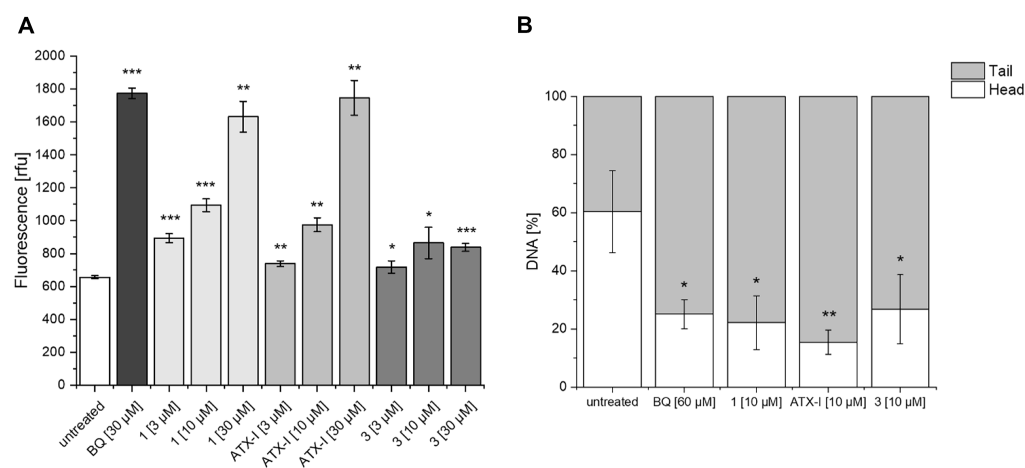 A
Fluorescence [rfu]
2000
1800
1600
1400
1200
1000
800
600
400
200
0
***
***
***
**
**
**
**
*
*
***
untreated
BQ [30 µM]
1 [3 µM]
1 [10 µM]
1 [30 µM]
ATX-I [3 µM]
ATX-I [10 µM]
ATX-I [30 µM]
3 [3 µM]
3 [10 µM]
3 [30 µM]
B
Tail
Head
DNA [%]
100
80
60
40
20
0
*
*
**
*
untreated
BQ [60 µM]
1 [10 µM]
ATX-I [10 µM]
3 [10 µM]